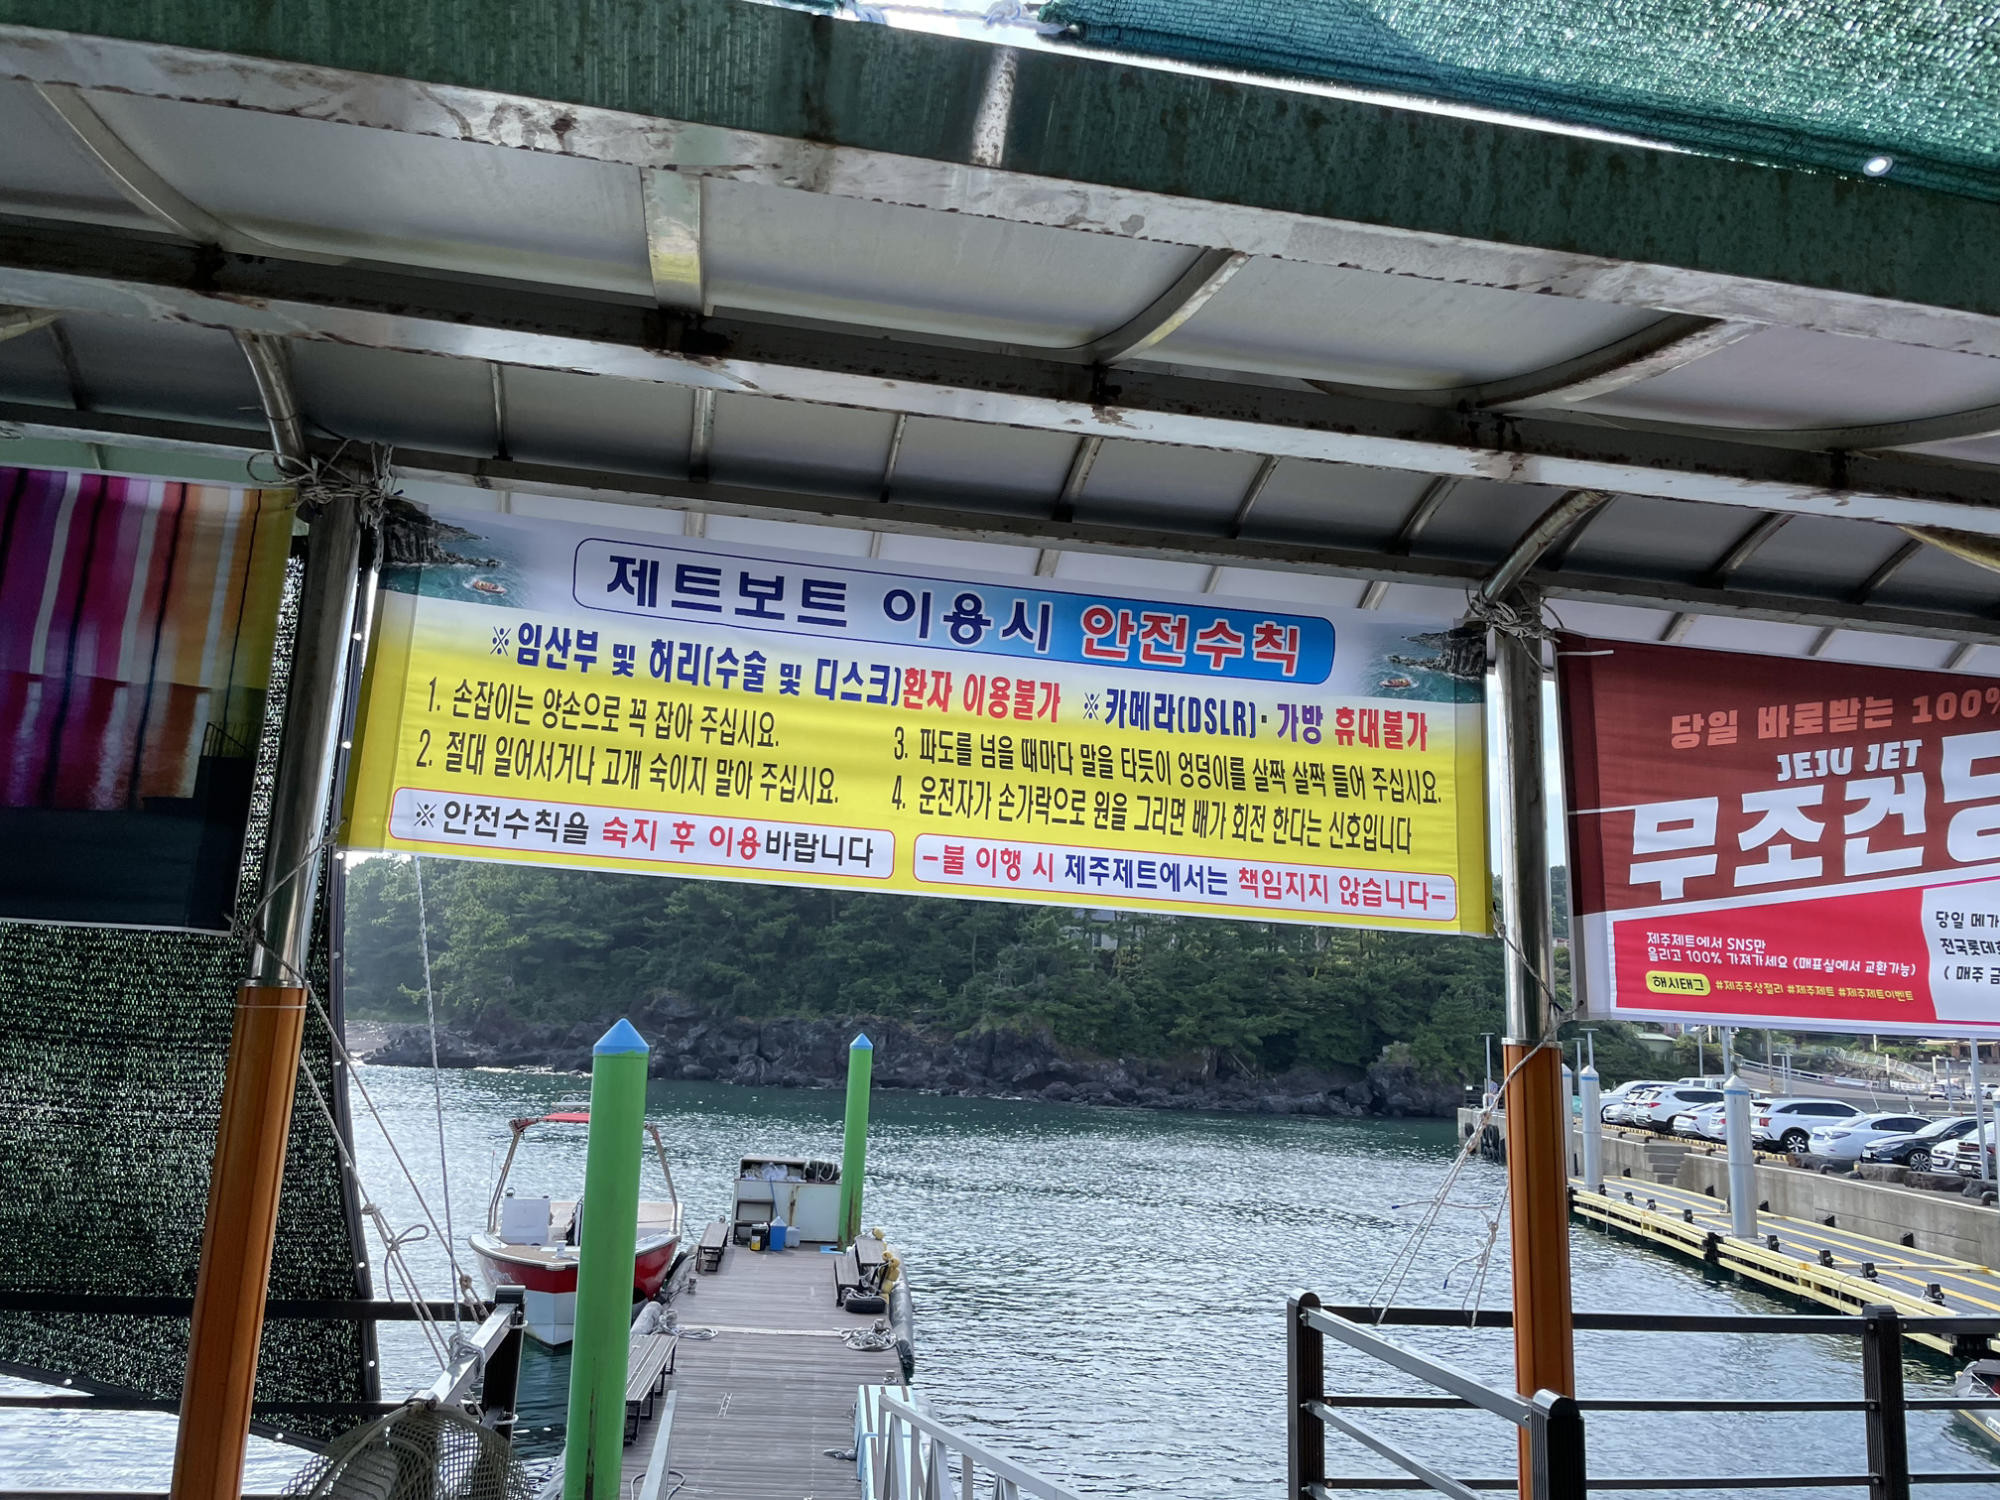 제트보트 이용시 안전수칙
※임산부 및 허리(수술 및 디스크)환자 이용불가 ※카메라(DSLR)· 가방 휴대불가
1. 손잡이는 양손으로 꼭 잡아 주십시요.
2. 절대 일어서거나 고개 숙이지 말아 주십시요.
3. 파도를 넘을 때마다 말을 타듯이 엉덩이를 살짝 살짝 들어 주십시요.
4. 운전자가 손가락으로 원을 그리면 배가 회전 한다는 신호입니다
※안전수칙을 숙지 후 이용바랍니다
-불 이행 시 제주제트에서는 책임지지 않습니다-
당일 바로받는 100%
JEJU JET
무조건
제주제트에서 SNS만
올리고 100% 가져가세요 (매표실에서 교환가능)
해시태그 #제주주상절리 #제주제트 #제주제트이벤트
당일 메가
전국롯데
( 매주 금